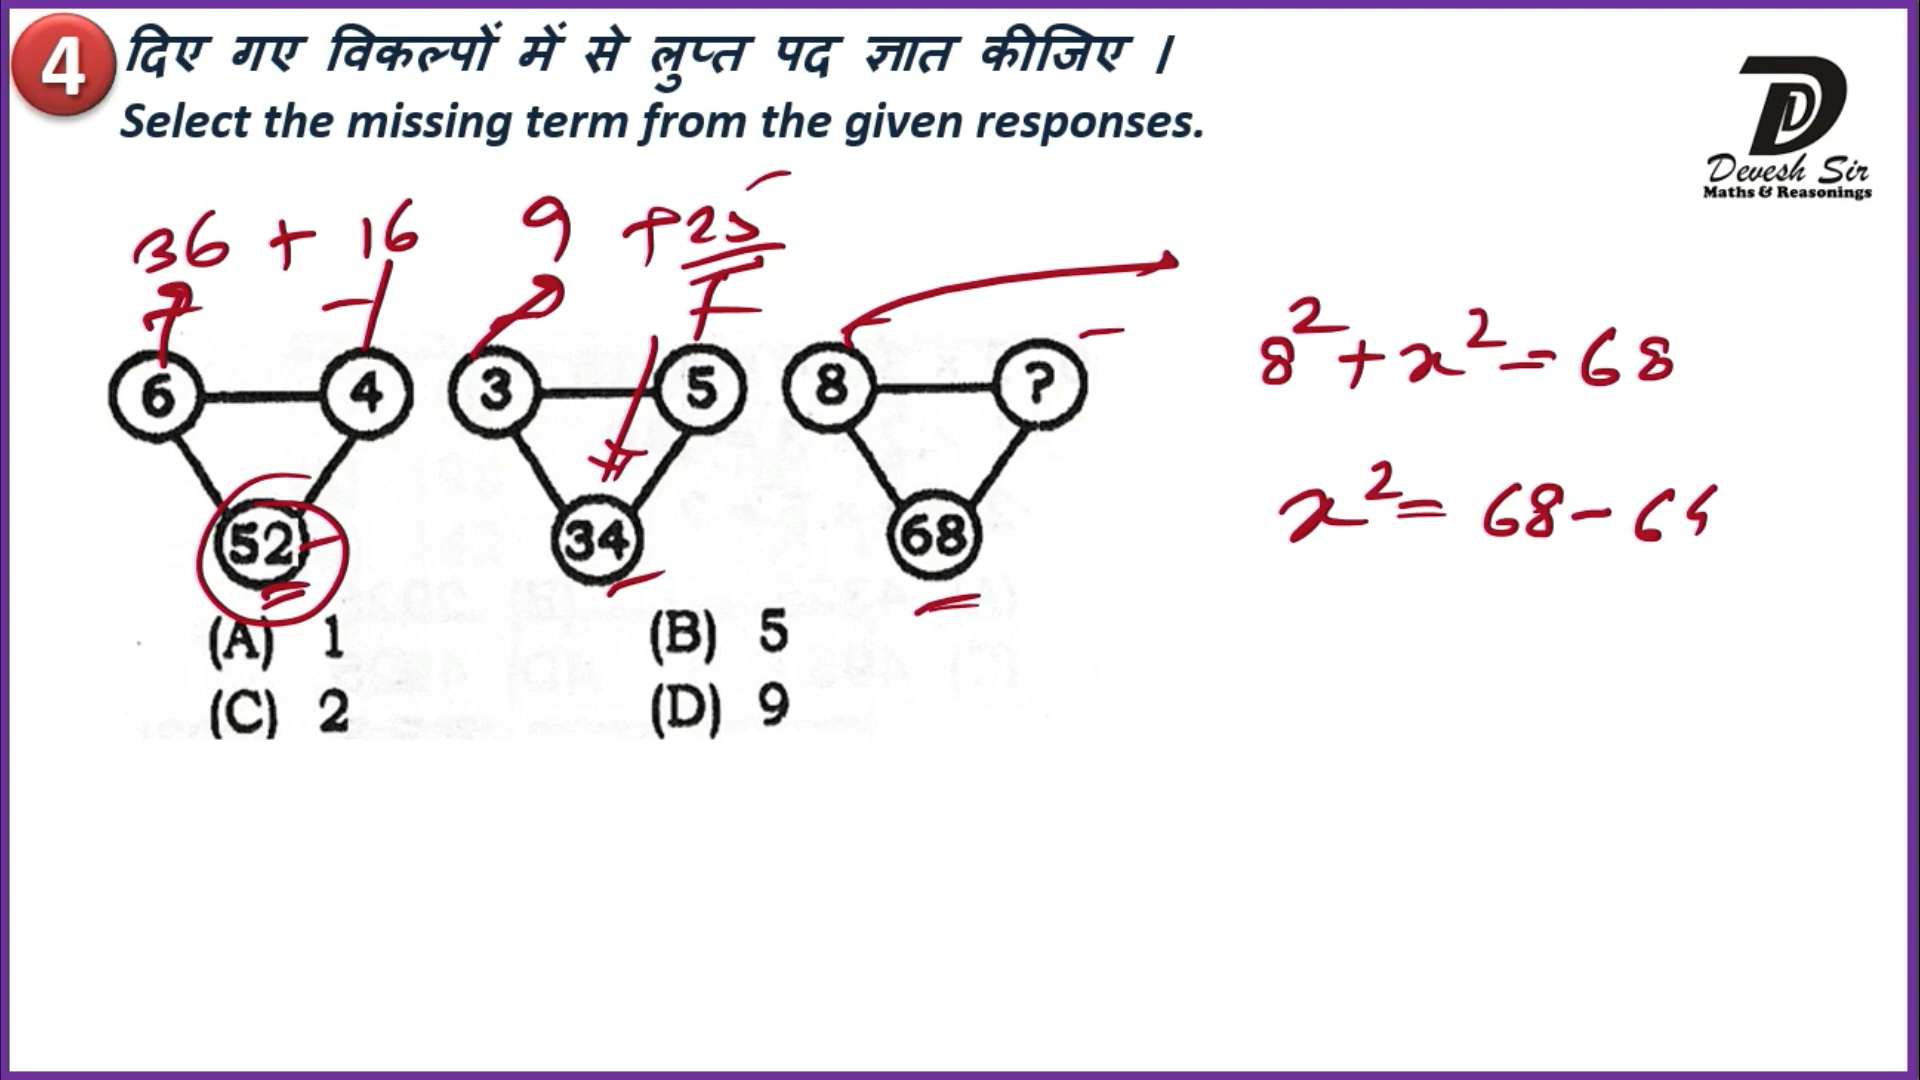 4
दिए गए विकल्पों में से लुप्त पद ज्ञात कीजिए ।
Select the missing term from the given responses.
Devesh Sir
Maths & Reasonings
36 + 16 9 + 25
6 4 3 5 8 ?
52 34 68
8² + x² = 68
x² = 68 - 64
(A) 1 (B) 5
(C) 2 (D) 9